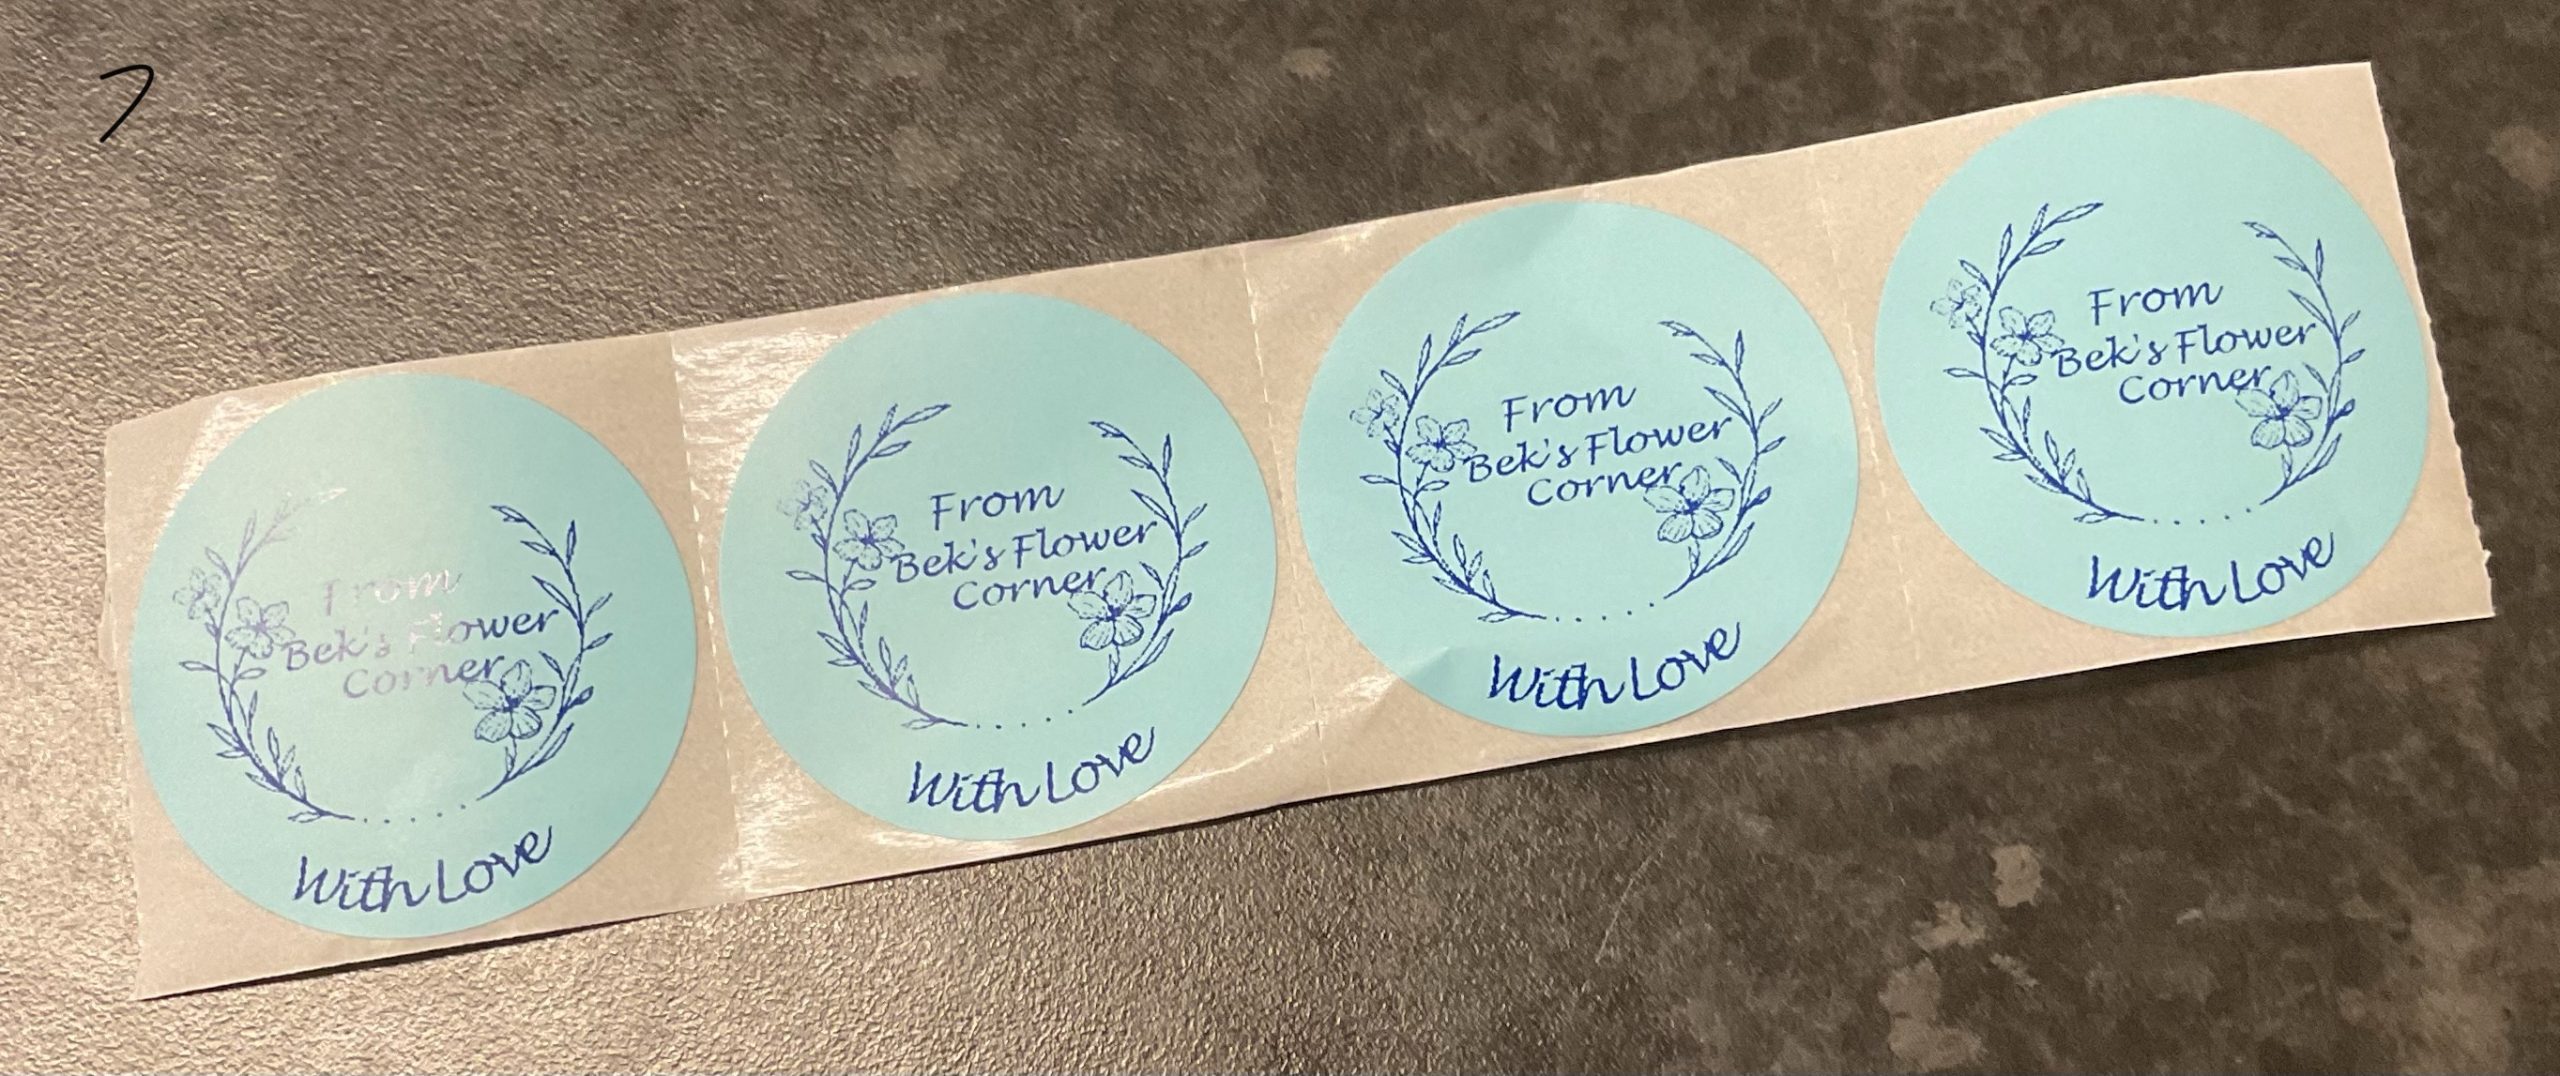 7
From
Bek's Flower
Corner
With Love
From
Bek's Flower
Corner
With Love
From
Bek's Flower
Corner
With Love
From
Bek's Flower
Corner
With Love